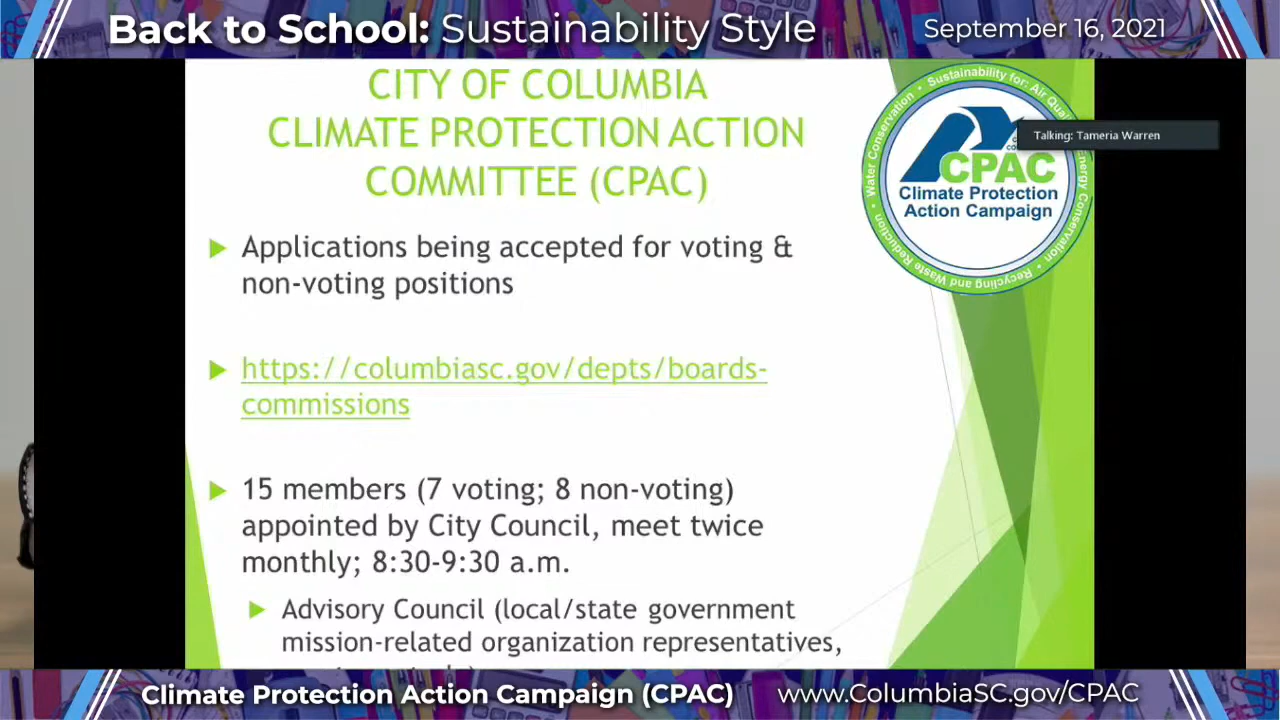 Back to School: Sustainability Style
September 16, 2021
CITY OF COLUMBIA
CLIMATE PROTECTION ACTION
COMMITTEE (CPAC)
Water Conservation • Sustainability for: Air Qual
Energy Conservation • Recycling and Waste Reduction •
Talking: Tameria Warren
CPAC
Climate Protection
Action Campaign
Applications being accepted for voting &
non-voting positions
https://columbiasc.gov/depts/boards-
commissions
15 members (7 voting; 8 non-voting)
appointed by City Council, meet twice
monthly; 8:30-9:30 a.m.
Advisory Council (local/state government
mission-related organization representatives,
Climate Protection Action Campaign (CPAC)
www.ColumbiaSC.gov/CPAC